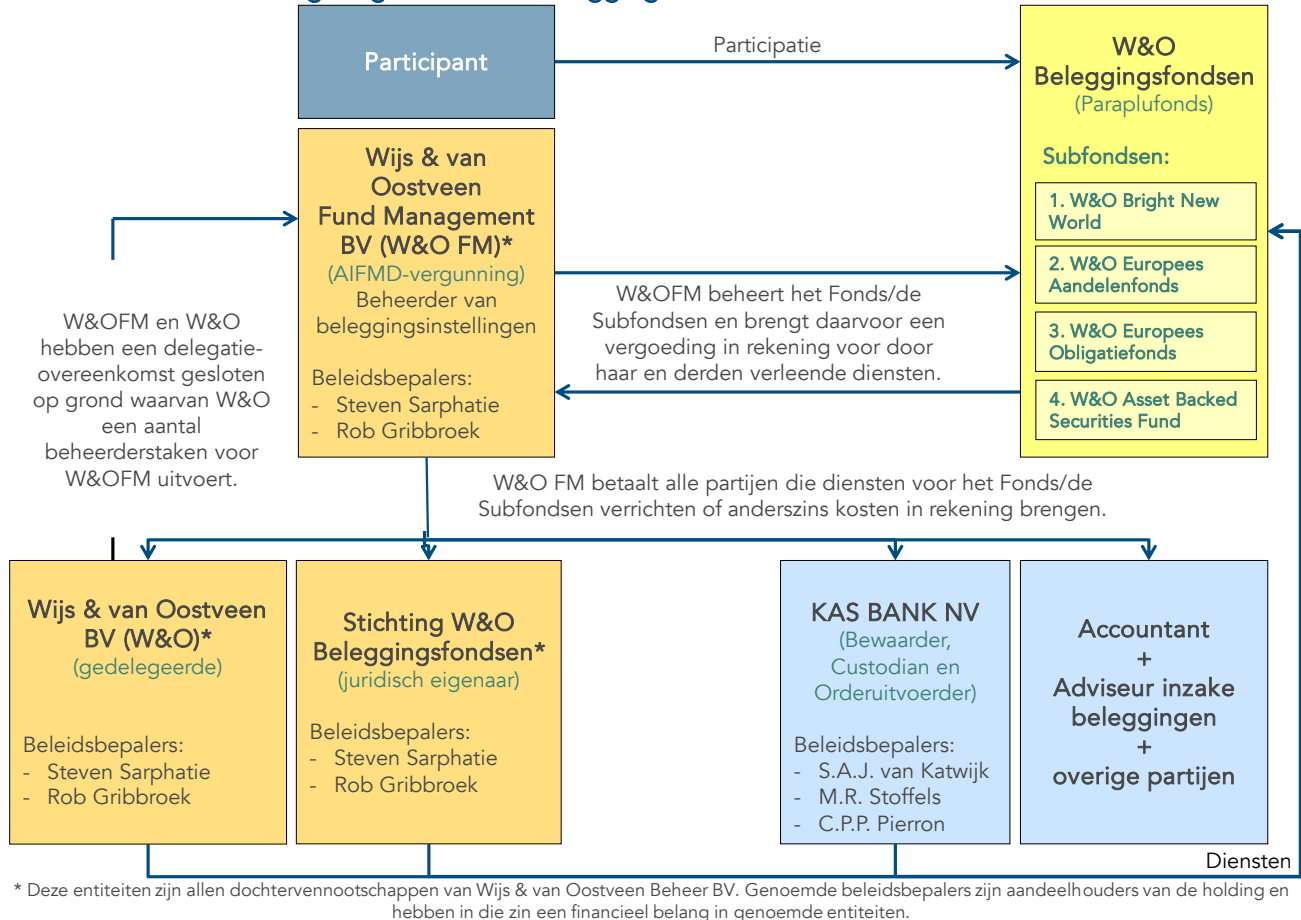 Participant
Participatie
W&O
Beleggingsfondsen
(Paraplufonds)
Subfondsen:
1. W&O Bright New
World
2. W&O Europees
Aandelenfonds
3. W&O Europees
Obligatiefonds
4. W&O Asset Backed
Securities Fund
Wijs & van
Oostveen
Fund Management
BV (W&O FM)*
(AIFMD-vergunning)
Beheerder van
beleggingsinstellingen
Beleidsbepalers:
- Steven Sarphatie
- Rob Gribbroek
W&OFM beheert het Fonds/de
Subfondsen en brengt daarvoor een
vergoeding in rekening voor door
haar en derden verleende diensten.
W&OFM en W&O
hebben een delegatie-
overeenkomst gesloten
op grond waarvan W&O
een aantal
beheerderstaken voor
W&OFM uitvoert.
W&O FM betaalt alle partijen die diensten voor het Fonds/de
Subfondsen verrichten of anderszins kosten in rekening brengen.
Wijs & van Oostveen
BV (W&O)*
(gedelegeerde)
Beleidsbepalers:
- Steven Sarphatie
- Rob Gribbroek
Stichting W&O
Beleggingsfondsen*
(juridisch eigenaar)
Beleidsbepalers:
- Steven Sarphatie
- Rob Gribbroek
KAS BANK NV
(Bewaarder,
Custodian en
Orderuitvoerder)
Beleidsbepalers:
- S.A.J. van Katwijk
- M.R. Stoffels
- C.P.P. Pierron
Accountant
+
Adviseur inzake
beleggingen
+
overige partijen
Diensten
* Deze entiteiten zijn allen dochtervennootschappen van Wijs & van Oostveen Beheer BV. Genoemde beleidsbepalers zijn aandeelhouders van de holding en
hebben in die zin een financieel belang in genoemde entiteiten.